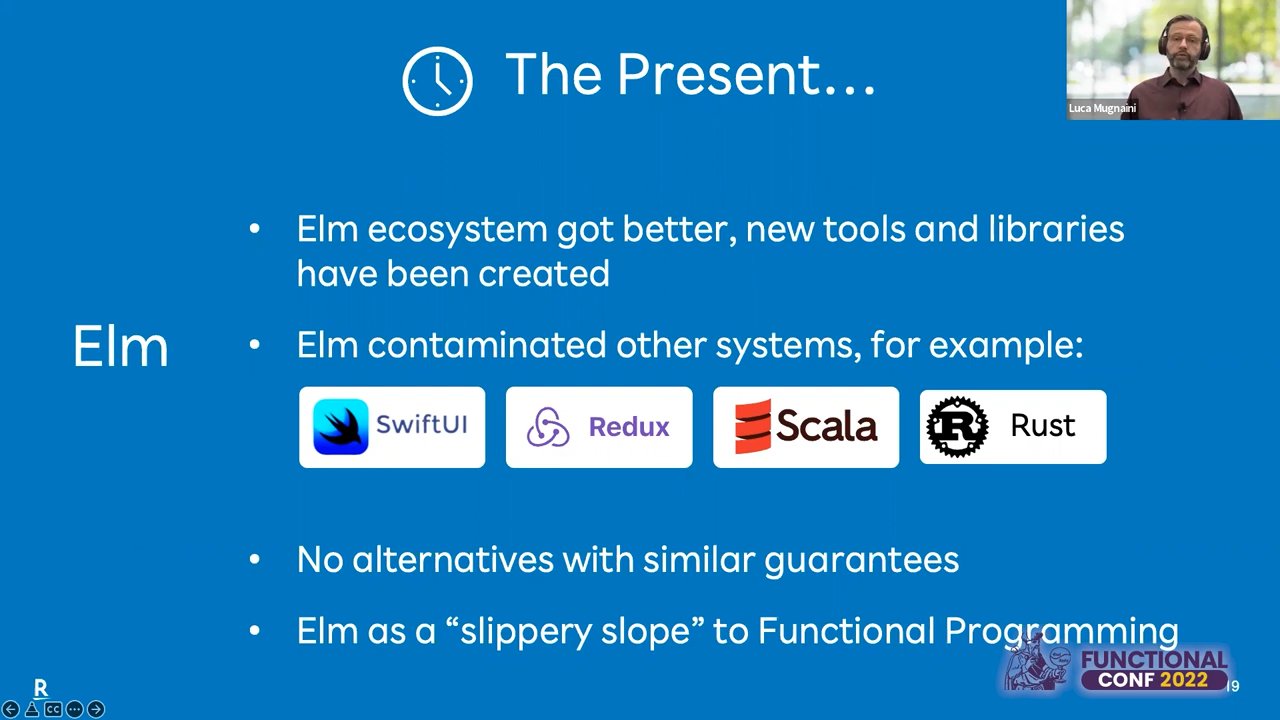 The Present...
Luca Mugnaini
• Elm ecosystem got better, new tools and libraries
have been created
Elm
• Elm contaminated other systems, for example:
SwiftUI
Redux
Scala
R Rust
• No alternatives with similar guarantees
• Elm as a “slippery slope” to Functional Programming
FUNCTIONAL
CONF 2022
R
CC
19